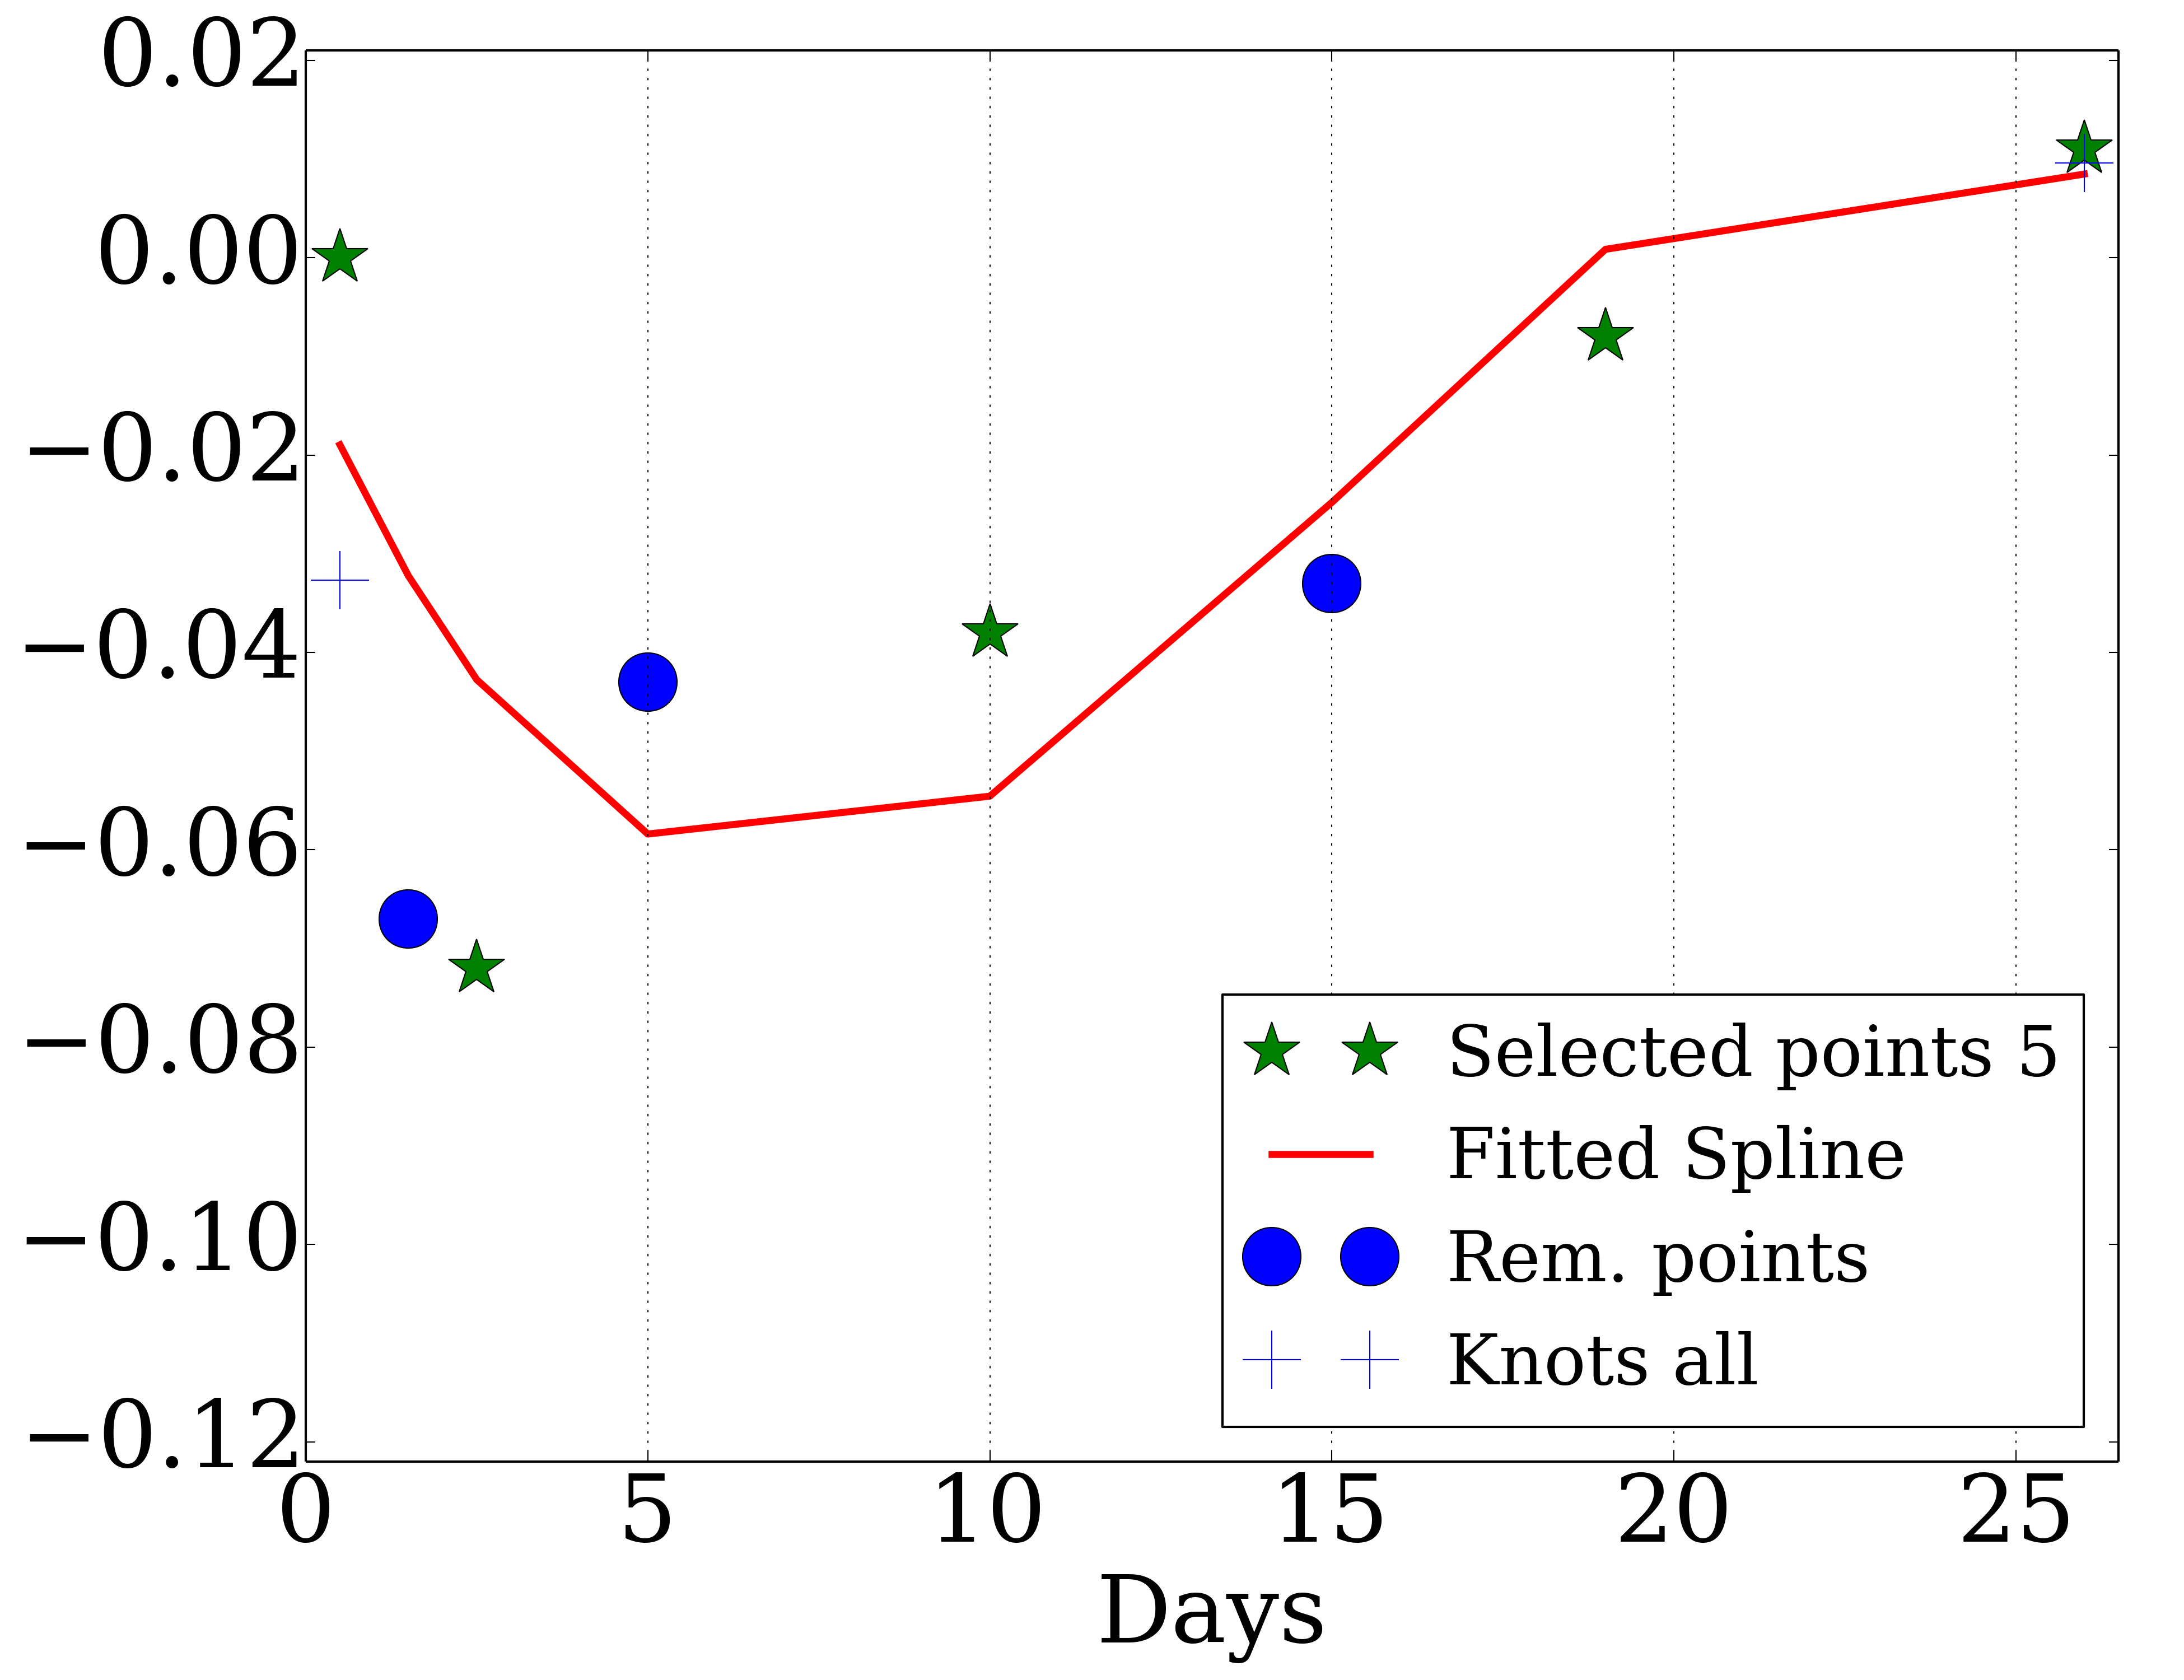 0.02
0.00
−0.02
−0.04
−0.06
−0.08
−0.10
−0.12
Selected points 5
Fitted Spline
Rem. points
Knots all
0 5 10 15 20 25
Days